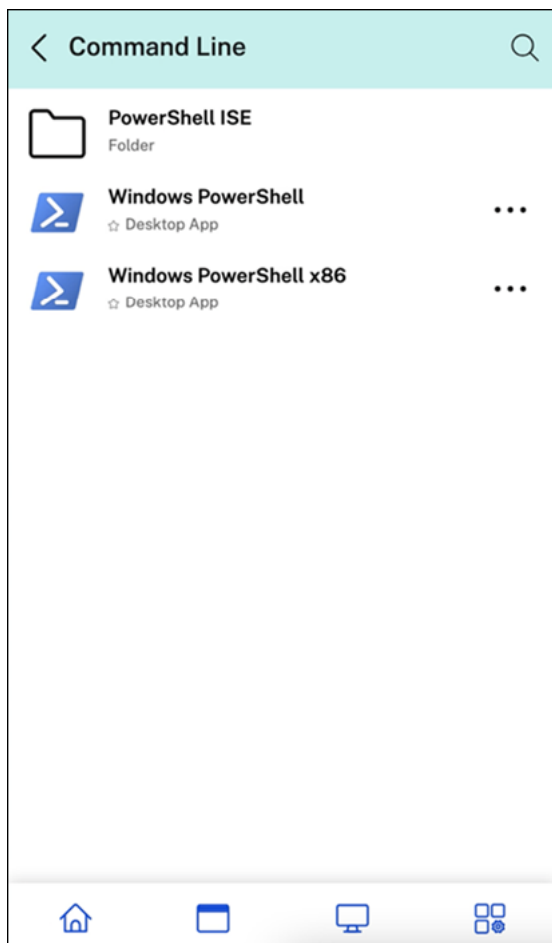 Command Line
PowerShell ISE
Folder
Windows PowerShell
Desktop App
Windows PowerShell x86
Desktop App